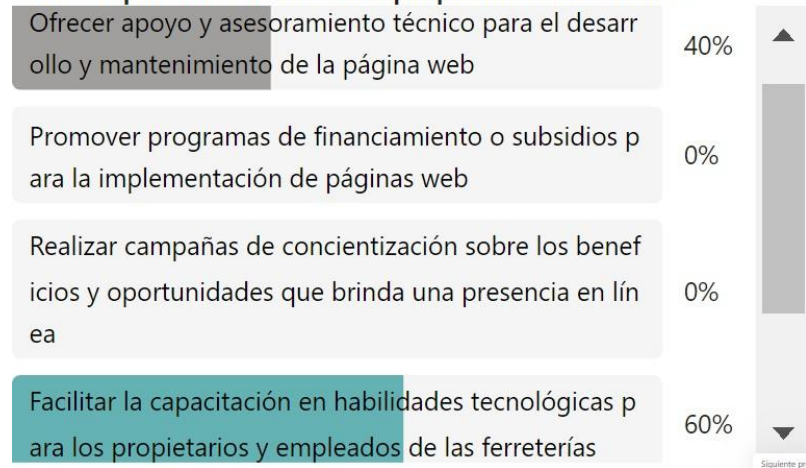 Ofrecer apoyo y asesoramiento técnico para el desarr
ollo y mantenimiento de la página web
40%
Promover programas de financiamiento o subsidios p
ara la implementación de páginas web
0%
Realizar campañas de concientización sobre los benef
icios y oportunidades que brinda una presencia en lín
ea
0%
Facilitar la capacitación en habilidades tecnológicas p
ara los propietarios y empleados de las ferreterías
60%
Siguiente pr